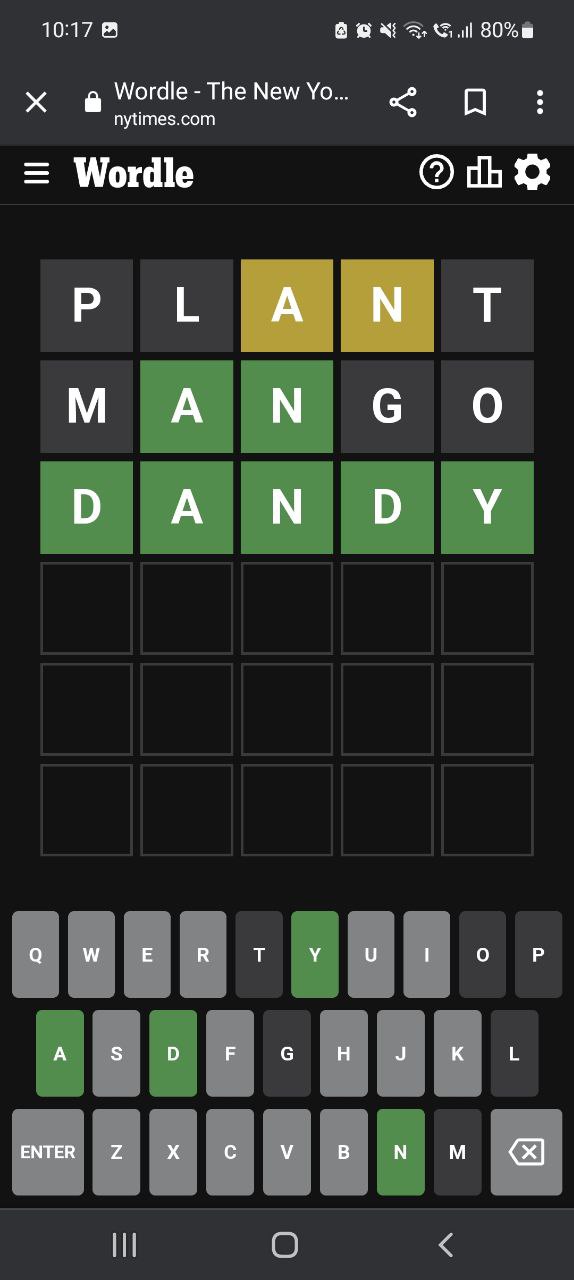 10:17 80%
Wordle - The New Yo...
nytimes.com
Wordle
P L A N T
M A N G O
D A N D Y
Q W E R T Y U I O P
A S D F G H J K L
ENTER Z X C V B N M